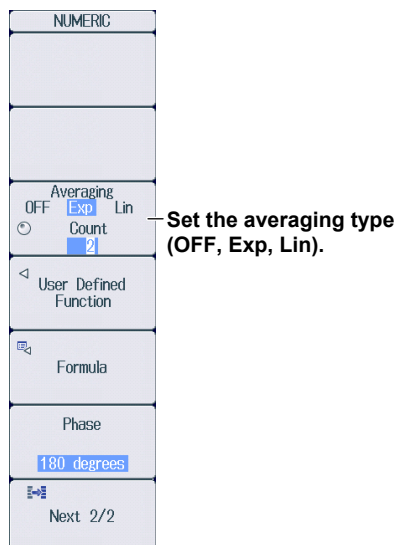 NUMERIC
Averaging
OFF Exp Lin
Count
2
Set the averaging type
(OFF, Exp, Lin).
User Defined
Function
Formula
Phase
180 degrees
Next 2/2